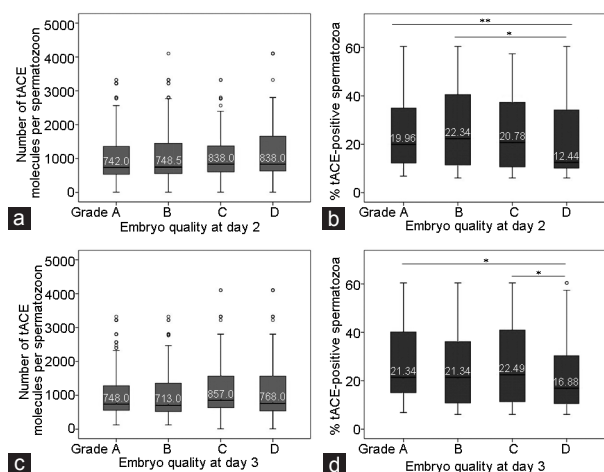 5000
4000
3000
2000
1000
0
Number of tACE
molecules per spermatozoon
742.0
748.5
838.0
838.0
Grade A
B
C
D
Embryo quality at day 2
a
60
40
20
0
% tACE-positive spermatozoa
**
*
19.96
22.34
20.78
12.44
Grade A
B
C
D
Embryo quality at day 2
b
5000
4000
3000
2000
1000
0
Number of tACE
molecules per spermatozoon
748.0
713.0
857.0
768.0
Grade A
B
C
D
Embryo quality at day 3
c
60
40
20
0
% tACE-positive spermatozoa
*
*
21.34
21.34
22.49
16.88
Grade A
B
C
D
Embryo quality at day 3
d